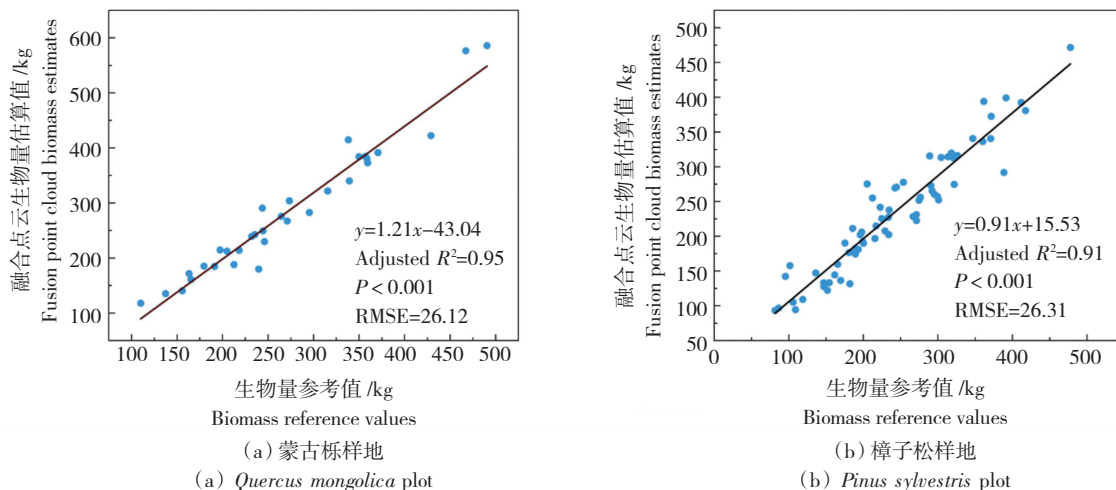 融合点云生物量估算值 /kg
Fusion point cloud biomass estimates
600
500
400
300
200
100
y=1.21x−43.04
Adjusted R²=0.95
P < 0.001
RMSE=26.12
100 150 200 250 300 350 400 450 500
生物量参考值 /kg
Biomass reference values
(a) 蒙古栎样地
(a) Quercus mongolica plot
融合点云生物量估算值 /kg
Fusion point cloud biomass estimates
500
450
400
350
300
250
200
150
100
50
y=0.91x+15.53
Adjusted R²=0.91
P < 0.001
RMSE=26.31
0 100 200 300 400 500
生物量参考值 /kg
Biomass reference values
(b) 樟子松样地
(b) Pinus sylvestris plot